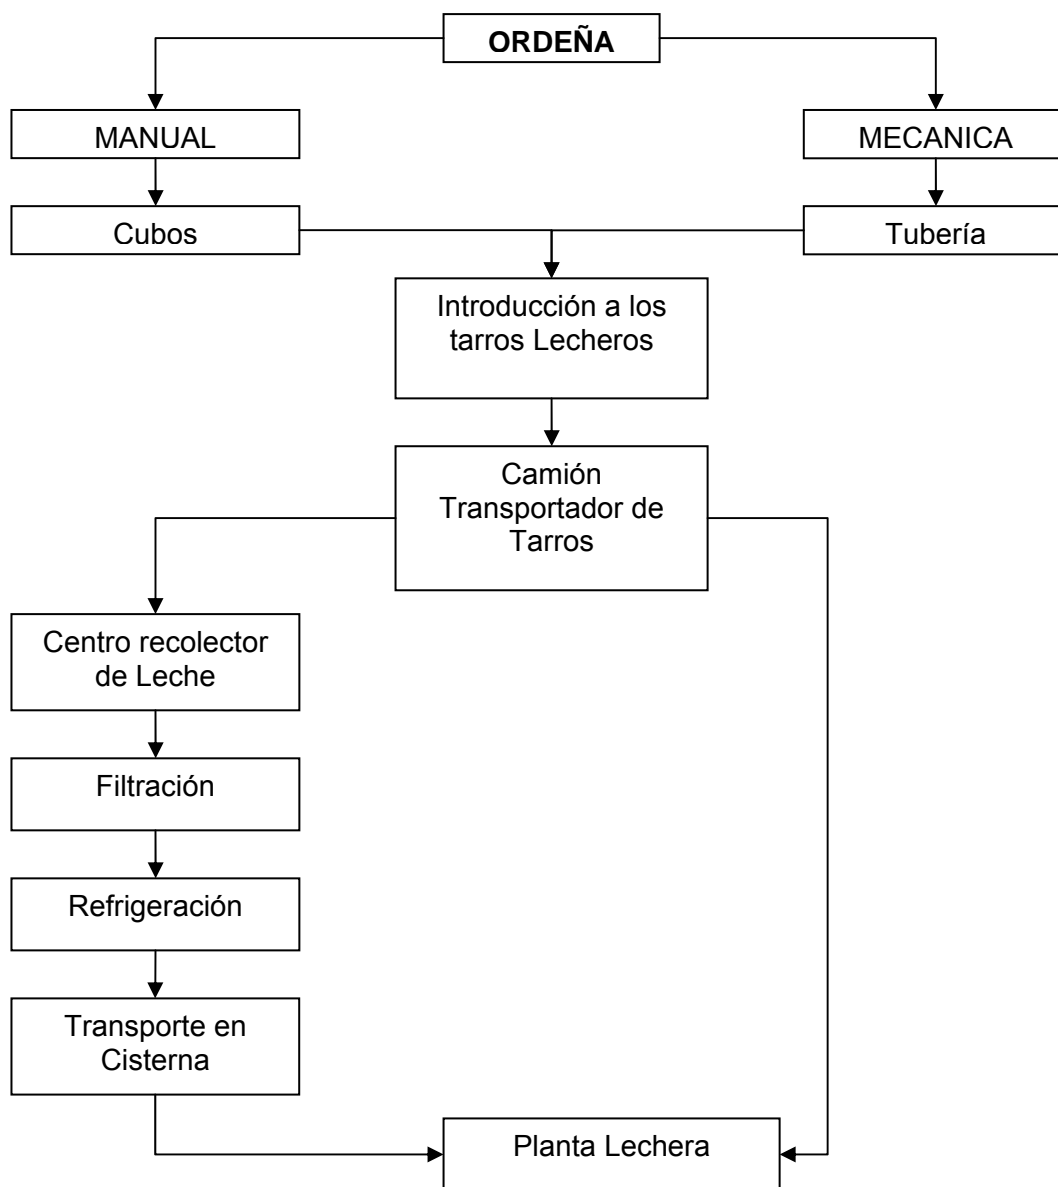 ORDEÑA
MANUAL
MECANICA
Cubos
Tubería
Introducción a los
tarros Lecheros
Camión
Transportador de
Tarros
Centro recolector
de Leche
Filtración
Refrigeración
Transporte en
Cisterna
Planta Lechera